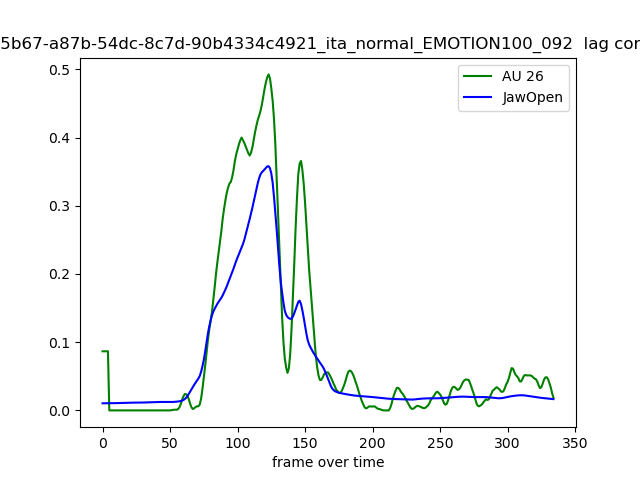 5b67-a87b-54dc-8c7d-90b4334c4921_ita_normal_EMOTION100_092 lag cor
AU 26
JawOpen
0.5
0.4
0.3
0.2
0.1
0.0
0 50 100 150 200 250 300 350
frame over time